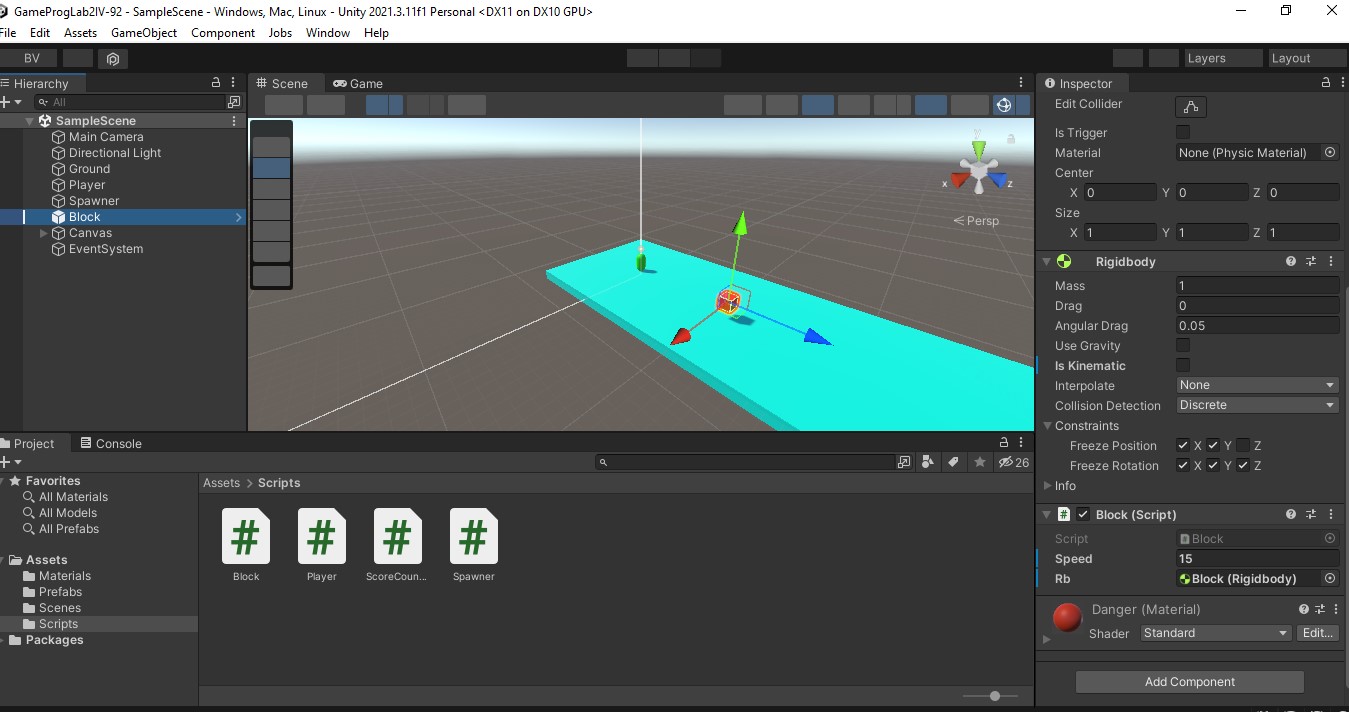 GameProgLab2IV-92 - SampleScene - Windows, Mac, Linux - Unity 2021.3.11f1 Personal <DX11 on DX10 GPU>
File Edit Assets GameObject Component Jobs Window Help
BV Layers Layout
Hierarchy
All
SampleScene
Main Camera
Directional Light
Ground
Player
Spawner
Block
Canvas
EventSystem
Scene Game
y
x z
Persp
Inspector
Edit Collider
Is Trigger
Material None (Physic Material)
Center
X 0 Y 0 Z 0
Size
X 1 Y 1 Z 1
Rigidbody
Mass 1
Drag 0
Angular Drag 0.05
Use Gravity
Is Kinematic
Interpolate None
Collision Detection Discrete
Constraints
Freeze Position X Y Z
Freeze Rotation X Y Z
Info
Block (Script)
Script Block
Speed 15
Rb Block (Rigidbody)
Danger (Material)
Shader Standard Edit...
Add Component
Project Console
26
Favorites
All Materials
All Models
All Prefabs
Assets
Materials
Prefabs
Scenes
Scripts
Packages
Assets > Scripts
# # # #
Block Player ScoreCoun... Spawner